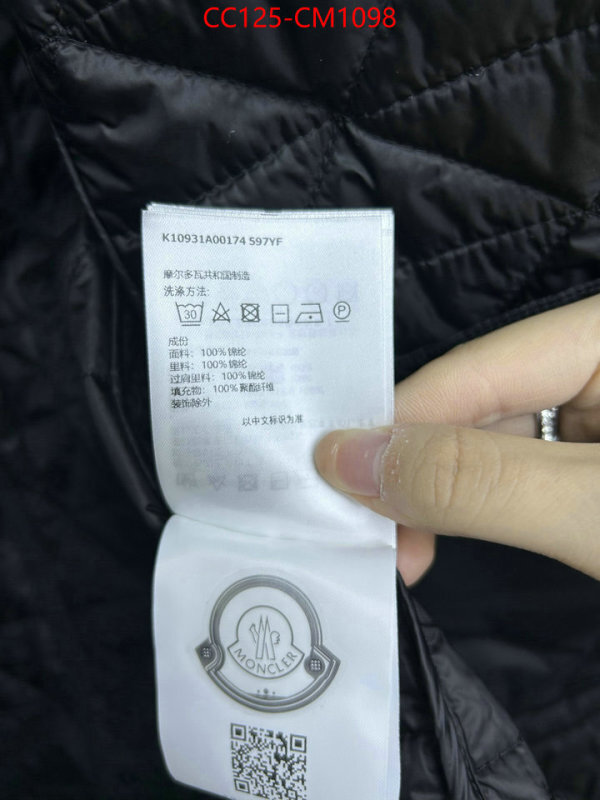 CC125-CM1098
K10931A00174 597YF
摩尔多瓦共和国制造
洗涤方法:
30
P
成份
面料: 100%锦纶
里料: 100%锦纶
过肩里料: 100%锦纶
填充物: 100%聚酯纤维
装饰除外
以中文标识为准
MONCLER